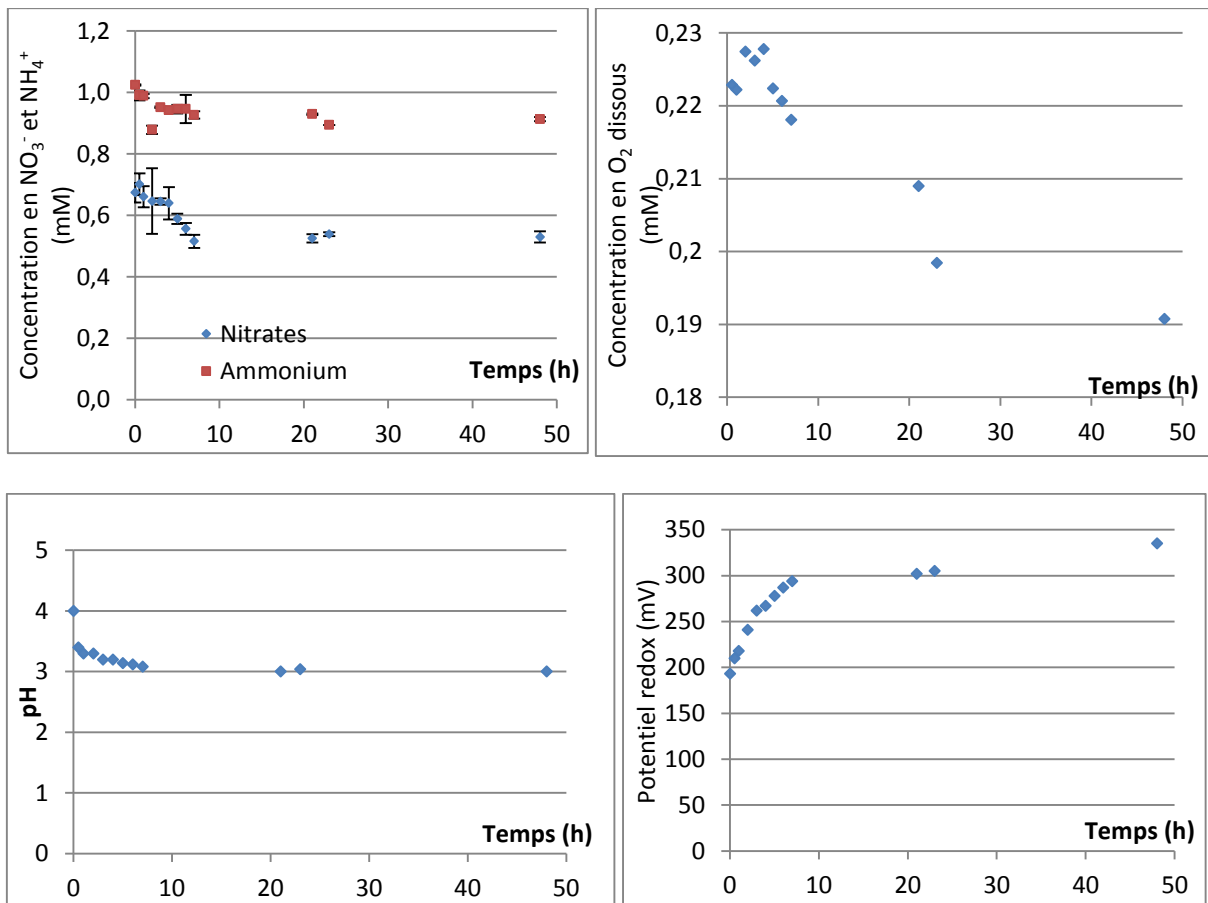 Concentration en NO3- et NH4+
(mM)
1,2
1,0
0,8
0,6
0,4
0,2
0,0
Nitrates
Ammonium
Temps (h)
0 10 20 30 40 50
Concentration en O2 dissous
(mM)
0,23
0,22
0,21
0,2
0,19
0,18
Temps (h)
0 10 20 30 40 50
pH
5
4
3
2
1
0
Temps (h)
0 10 20 30 40 50
Potentiel redox (mV)
350
300
250
200
150
100
50
0
Temps (h)
0 10 20 30 40 50